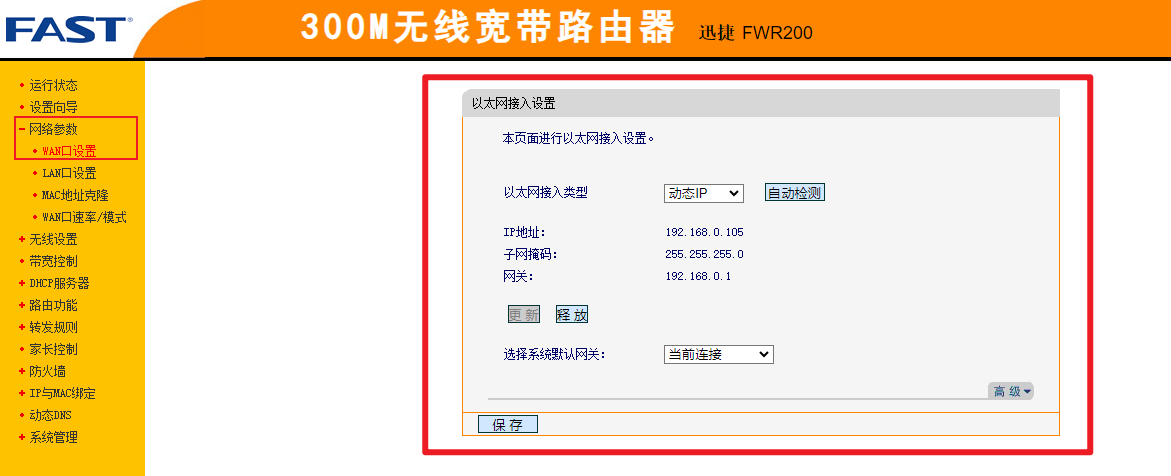 FAST® 300M无线宽带路由器 迅捷 FWR200
运行状态
设置向导
网络参数
WAN口设置
LAN口设置
MAC地址克隆
WAN口速率/模式
无线设置
带宽控制
DHCP服务器
路由功能
转发规则
家长控制
防火墙
IP与MAC绑定
动态DNS
系统管理
以太网接入设置
本页面进行以太网接入设置。
以太网接入类型 动态IP 自动检测
IP地址: 192.168.0.105
子网掩码: 255.255.255.0
网关: 192.168.0.1
更新 释放
选择系统默认网关: 当前连接
高级
保存